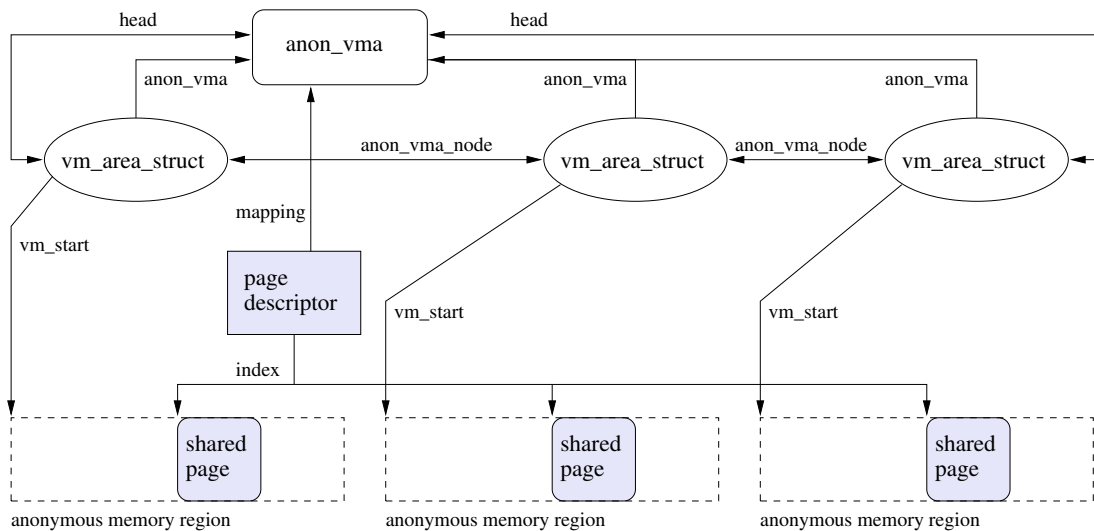 head
head
anon_vma
anon_vma
anon_vma
anon_vma
anon_vma_node
anon_vma_node
vm_area_struct
vm_area_struct
vm_area_struct
mapping
vm_start
page
descriptor
vm_start
vm_start
index
shared
page
shared
page
shared
page
anonymous memory region
anonymous memory region
anonymous memory region